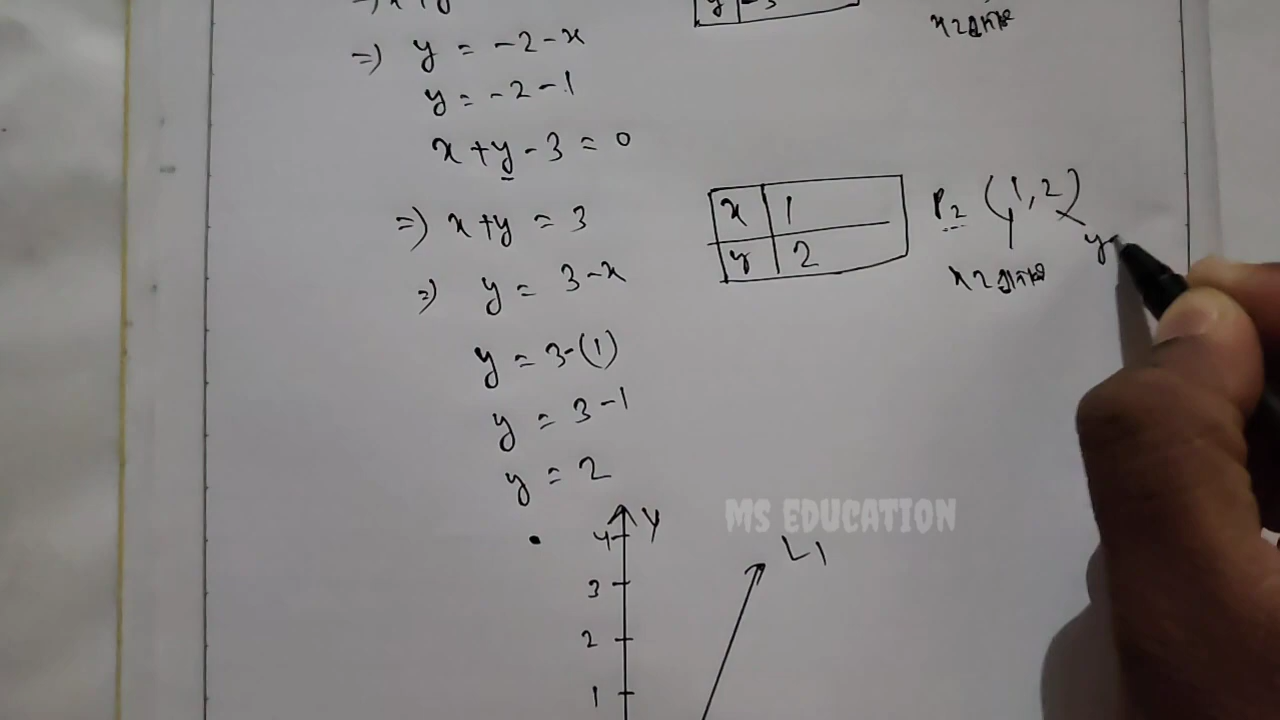 =) y = -2-x
y = -2-1
x+y-3 = 0
=) x+y = 3
=) y = 3-x
y = 3-(1)
y = 3-1
y = 2
y -3
x | 1
y | 2
P2 (1, 2)
x
y
Y
4
3
2
1
L1
MS EDUCATION